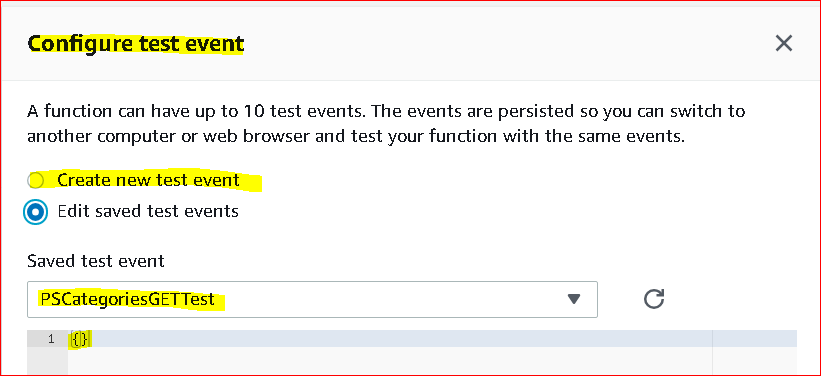 Configure test event
A function can have up to 10 test events. The events are persisted so you can switch to
another computer or web browser and test your function with the same events.
Create new test event
Edit saved test events
Saved test event
PSCategoriesGETTest
1 {}